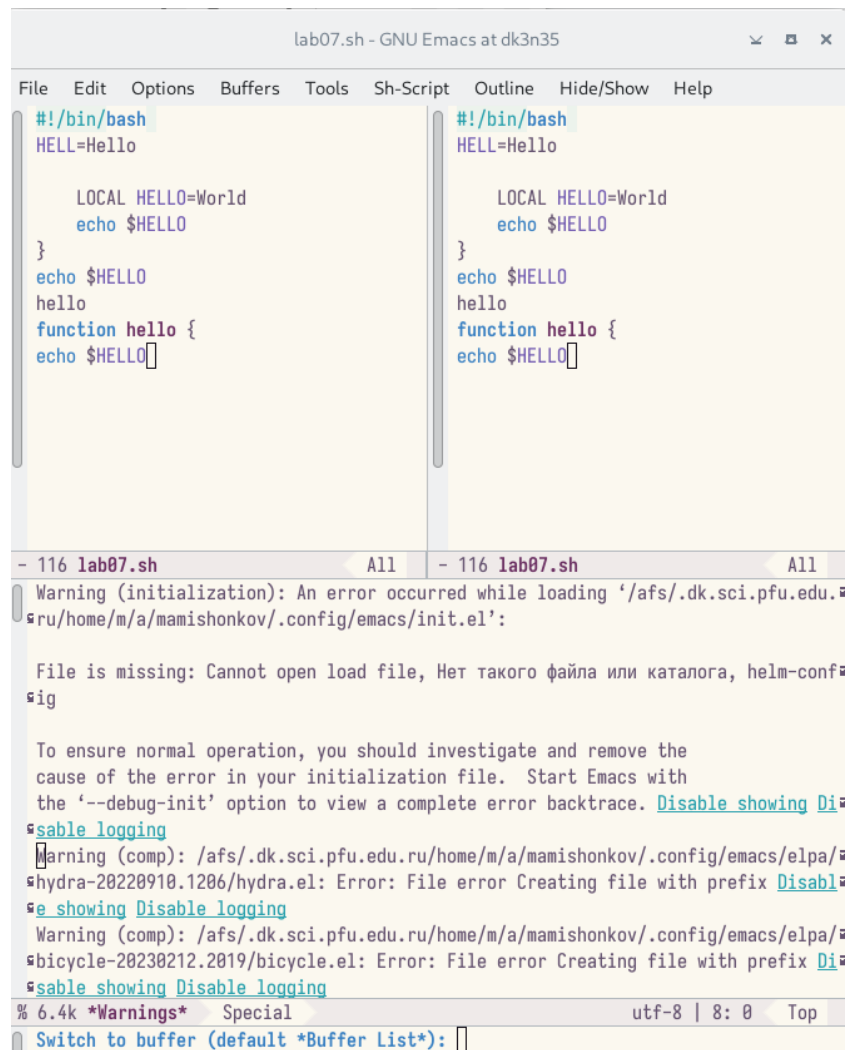 lab07.sh - GNU Emacs at dk3n35
File Edit Options Buffers Tools Sh-Script Outline Hide/Show Help
#!/bin/bash
HELL=Hello
LOCAL HELLO=World
echo $HELLO
}
echo $HELLO
hello
function hello {
echo $HELLO
- 116 lab07.sh All
#!/bin/bash
HELL=Hello
LOCAL HELLO=World
echo $HELLO
}
echo $HELLO
hello
function hello {
echo $HELLO
- 116 lab07.sh All
Warning (initialization): An error occurred while loading ‘/afs/.dk.sci.pfu.edu.
ru/home/m/a/mamishonkov/.config/emacs/init.el’:
File is missing: Cannot open load file, Нет такого файла или каталога, helm-conf
ig
To ensure normal operation, you should investigate and remove the
cause of the error in your initialization file.  Start Emacs with
the ‘--debug-init’ option to view a complete error backtrace. Disable showing Di
sable logging
Warning (comp): /afs/.dk.sci.pfu.edu.ru/home/m/a/mamishonkov/.config/emacs/elpa/
hydra-20220910.1206/hydra.el: Error: File error Creating file with prefix Disabl
e showing Disable logging
Warning (comp): /afs/.dk.sci.pfu.edu.ru/home/m/a/mamishonkov/.config/emacs/elpa/
bicycle-20230212.2019/bicycle.el: Error: File error Creating file with prefix Di
sable showing Disable logging
% 6.4k *Warnings* Special utf-8 | 8: 0 Top
Switch to buffer (default *Buffer List*):